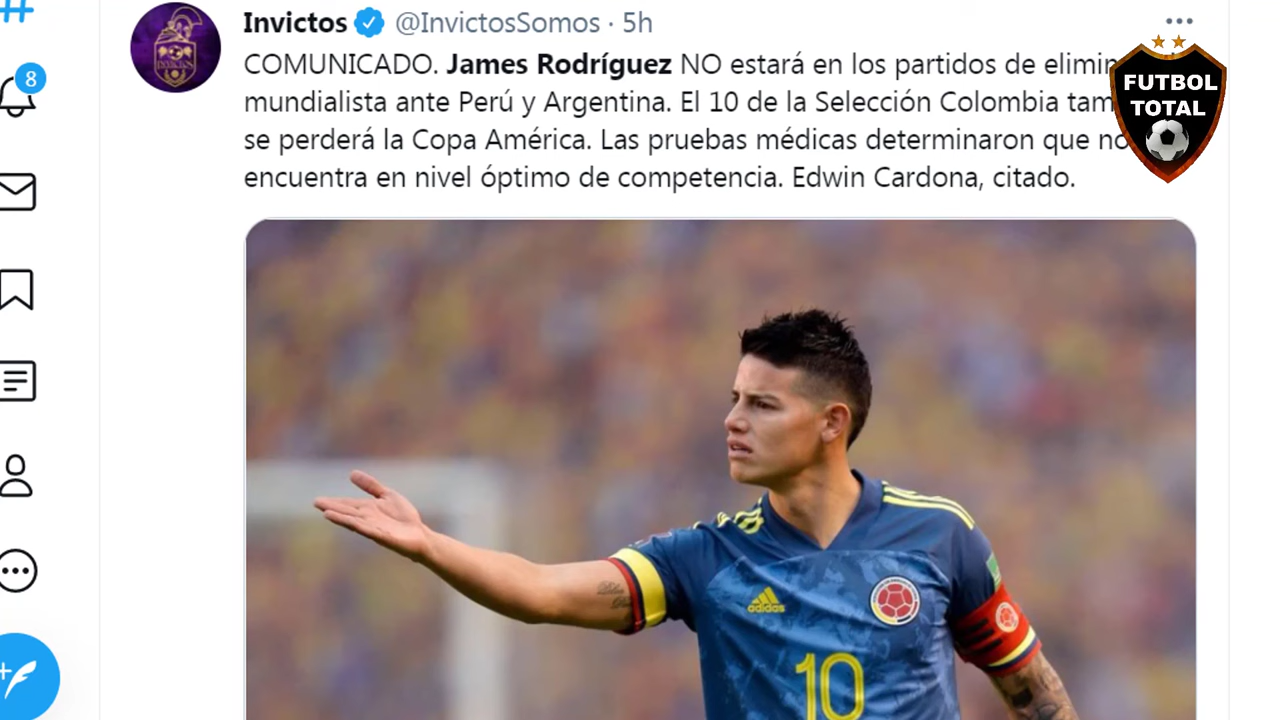 Invictos @InvictosSomos · 5h
8
COMUNICADO. James Rodríguez NO estará en los partidos de
mundialista ante Perú y Argentina. El 10 de la Selección Colombia
se perderá la Copa América. Las pruebas médicas determinaron que no
encuentra en nivel óptimo de competencia. Edwin Cardona, citado.
FUTBOL
TOTAL
INVICTOS
adidas
10